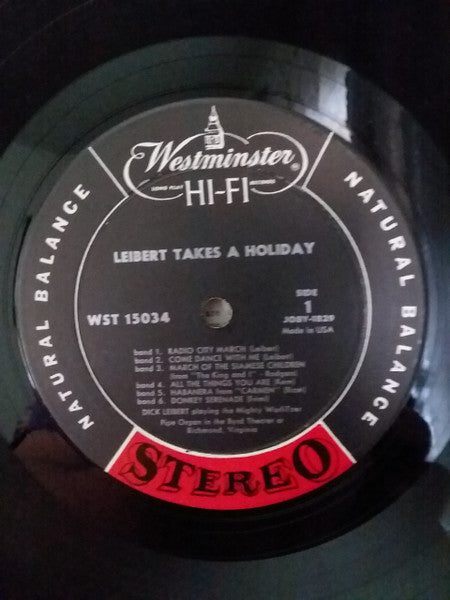 Westminster®
LONG PLAY RECORDS
HI-FI
NATURAL BALANCE
NATURAL BALANCE
LEIBERT TAKES A HOLIDAY
WST 15034
SIDE
1
JOBY-1829
Made in USA
band 1. RADIO CITY MARCH (Leibert)
band 2. COME DANCE WITH ME (Leibert)
band 3. MARCH OF THE SIAMESE CHILDREN
from "The King and I" Rodgers
band 4. ALL THE THINGS YOU ARE (Kern)
band 5. HABANERA from "CARMEN" (Bizet)
band 6. DONKEY SERENADE (Friml)
DICK LEIBERT playing the Mighty Wurlitzer
Pipe Organ in the Byrd Theater at
Richmond, Virginia
STEREO